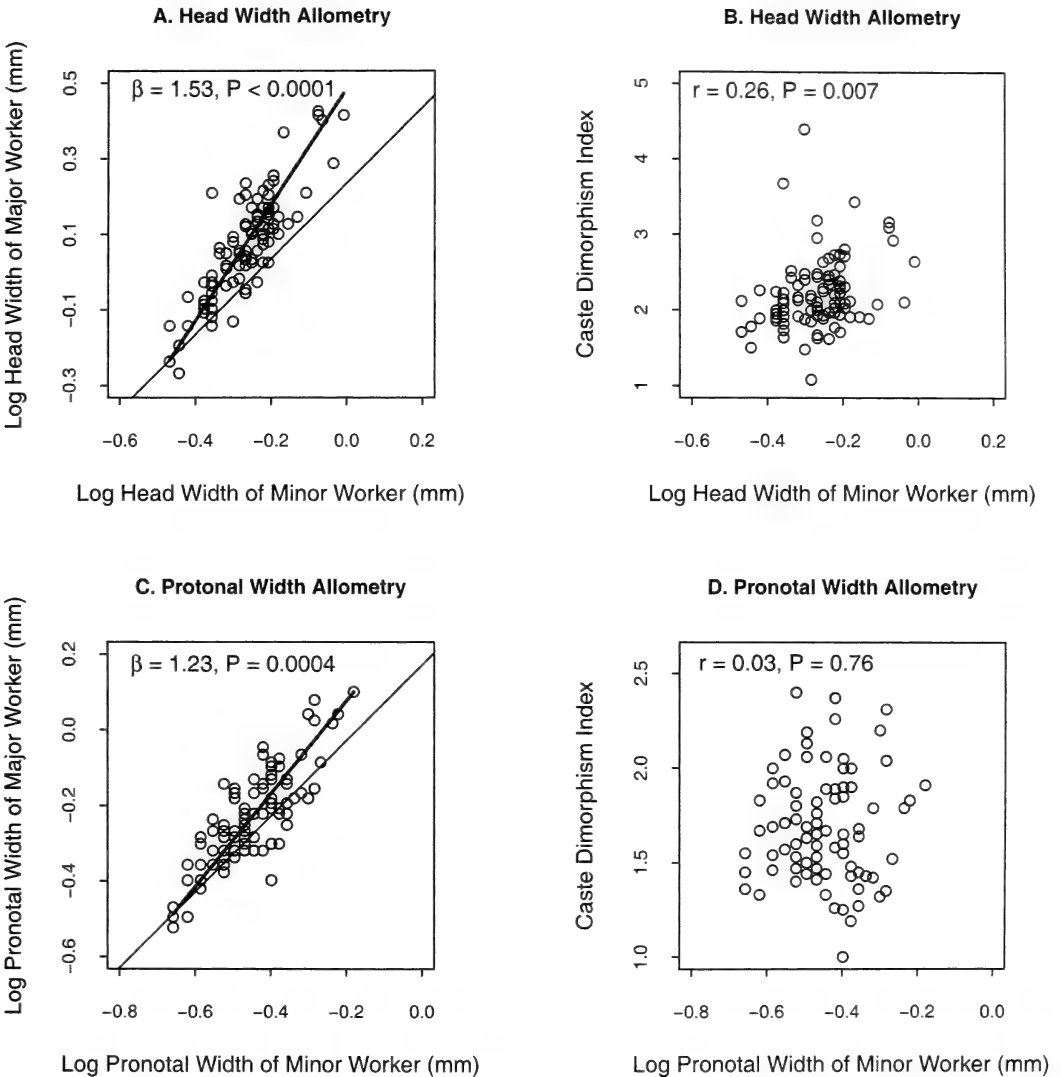 A. Head Width Allometry
β = 1.53, P < 0.0001
Log Head Width of Major Worker (mm)
0.5
0.3
0.1
−0.1
−0.3
−0.6 −0.4 −0.2 0.0 0.2
Log Head Width of Minor Worker (mm)
B. Head Width Allometry
r = 0.26, P = 0.007
Caste Dimorphism Index
5
4
3
2
1
−0.6 −0.4 −0.2 0.0 0.2
Log Head Width of Minor Worker (mm)
C. Protonal Width Allometry
β = 1.23, P = 0.0004
Log Pronotal Width of Major Worker (mm)
0.2
0.0
−0.2
−0.4
−0.6
−0.8 −0.6 −0.4 −0.2 0.0
Log Pronotal Width of Minor Worker (mm)
D. Pronotal Width Allometry
r = 0.03, P = 0.76
Caste Dimorphism Index
2.5
2.0
1.5
1.0
−0.8 −0.6 −0.4 −0.2 0.0
Log Pronotal Width of Minor Worker (mm)